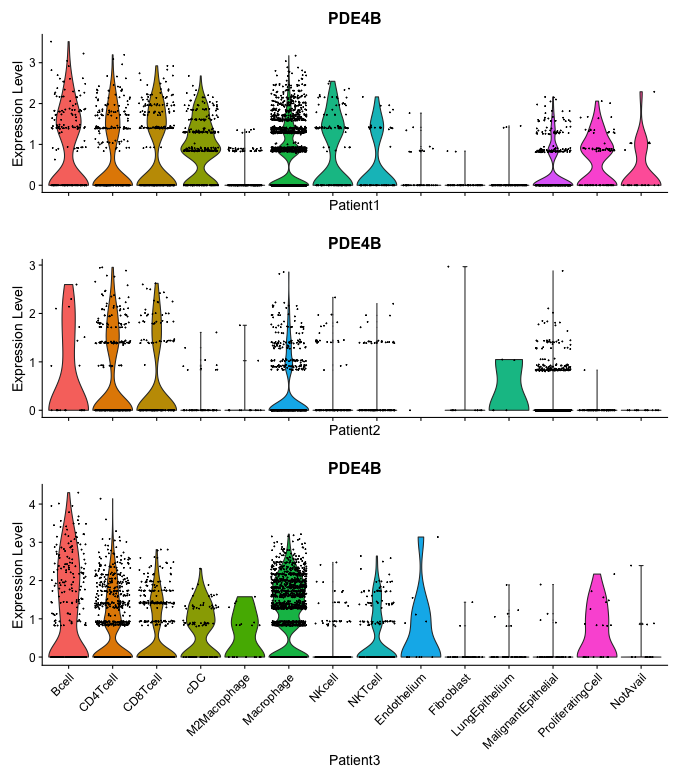 PDE4B
Expression Level
3
2
1
0
Patient1
PDE4B
Expression Level
3
2
1
0
Patient2
PDE4B
Expression Level
4
3
2
1
0
Bcell
CD4Tcell
CD8Tcell
cDC
M2Macrophage
Macrophage
NKcell
NKTcell
Endothelium
Fibroblast
LungEpithelium
MalignantEpithelial
ProliferatingCell
NotAvail
Patient3